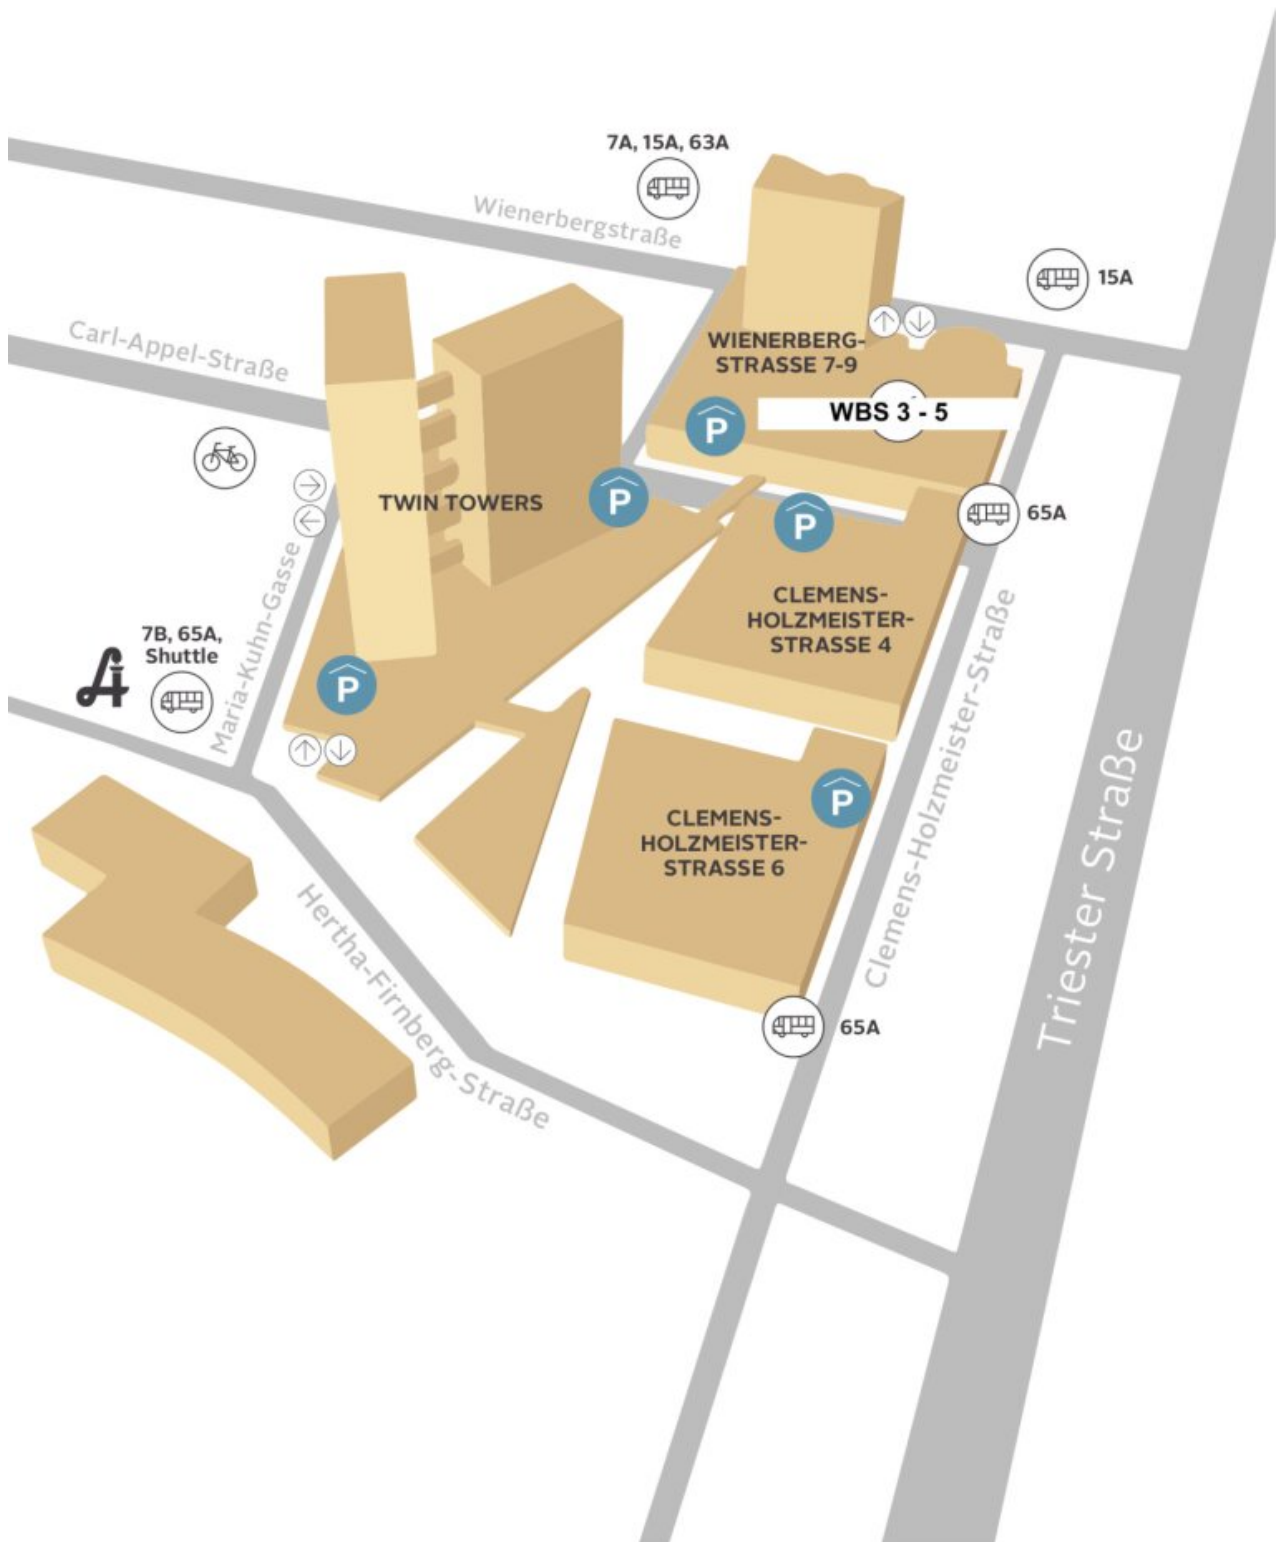 7A, 15A, 63A
Wienerbergstraße
15A
Carl-Appel-Straße
WIENERBERG-
STRASSE 7-9
WBS 3 - 5
P
P
TWIN TOWERS
P
65A
Maria-Kuhn-Gasse
CLEMENS-
HOLZMEISTER-
STRASSE 4
7B, 65A,
Shuttle
P
Clemens-Holzmeister-Straße
Triester Straße
P
CLEMENS-
HOLZMEISTER-
STRASSE 6
Hertha-Firnberg-Straße
65A